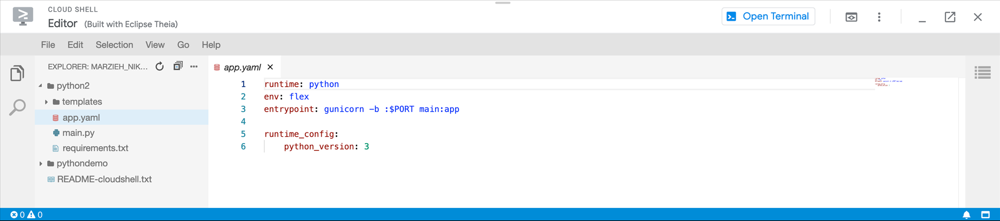 CLOUD SHELL
Editor (Built with Eclipse Theia)
Open Terminal
File Edit Selection View Go Help
EXPLORER: MARZIEH_NIK...
python2
templates
app.yaml
main.py
requirements.txt
pythondemo
README-cloudshell.txt
app.yaml
1 runtime: python
2 env: flex
3 entrypoint: gunicorn -b :$PORT main:app
4
5 runtime_config:
6 python_version: 3
0 0